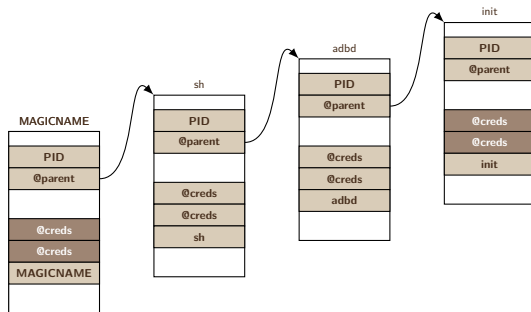 MAGICNAME
PID
@parent
@creds
@creds
MAGICNAME
sh
PID
@parent
@creds
@creds
sh
adbd
PID
@parent
@creds
@creds
adbd
init
PID
@parent
@creds
@creds
init